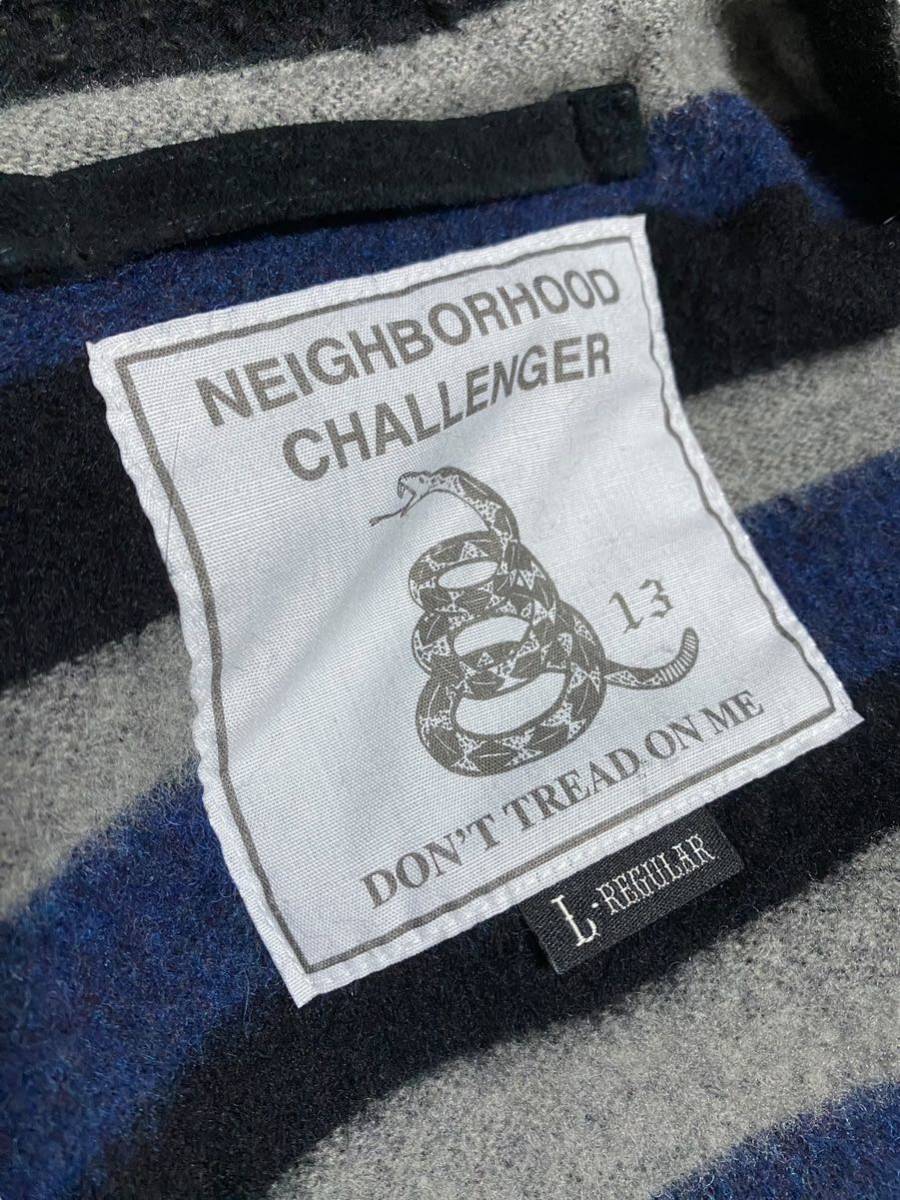 NEIGHBORHOOD
CHALLENGER
13
DON'T TREAD ON ME
L-REGULAR